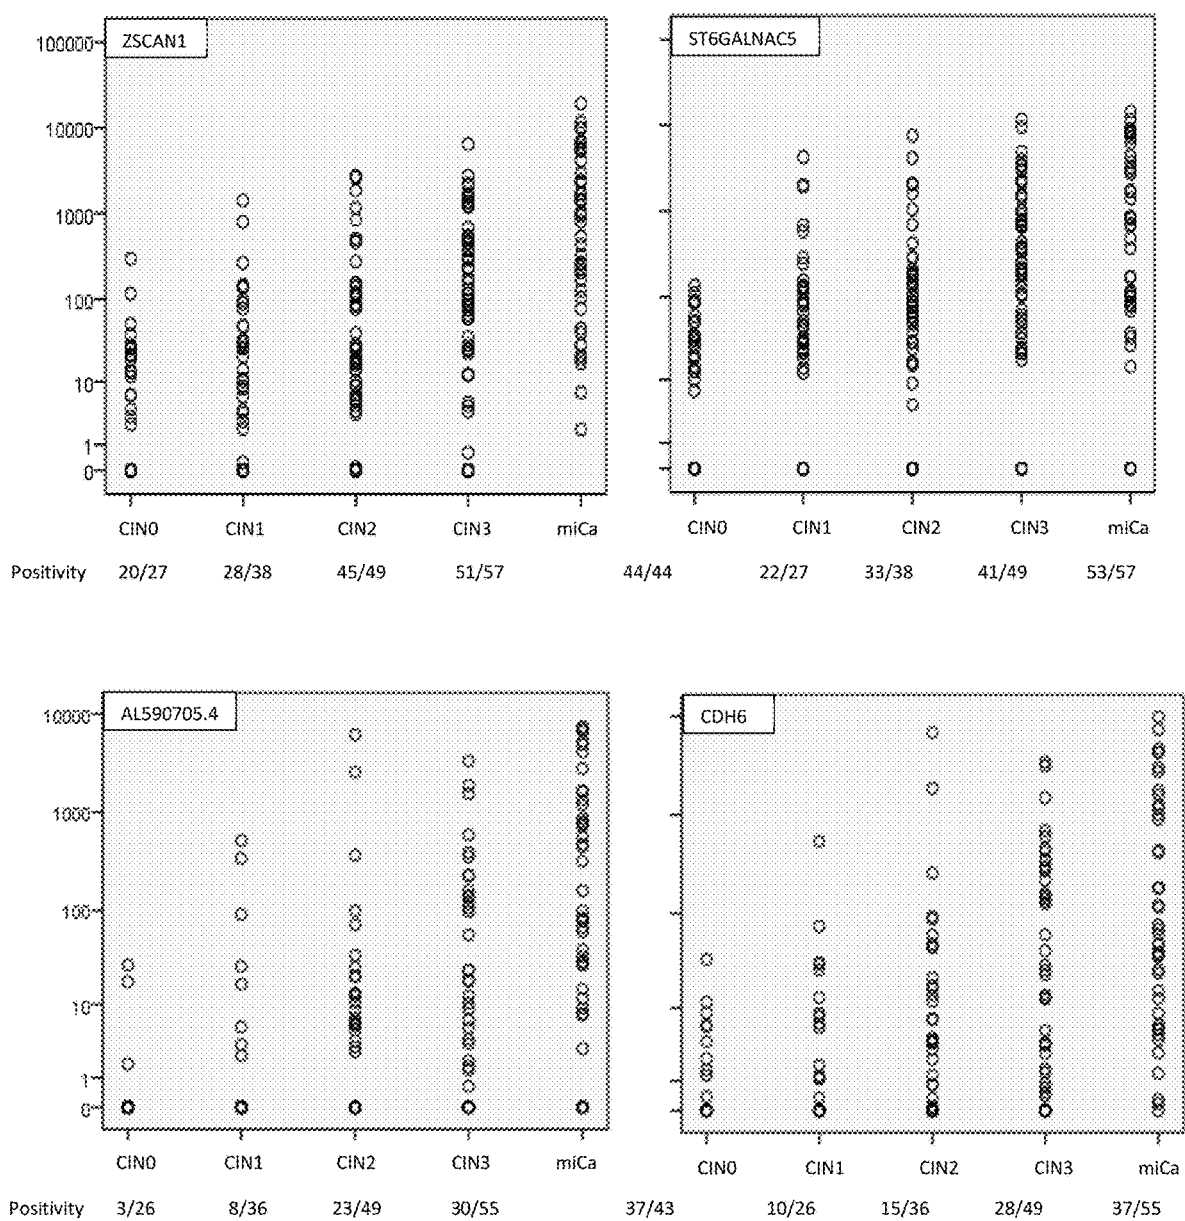 ZSCAN1
ST6GALNAC5
100000
10000
1000
100
10
1
0
CIN0 CIN1 CIN2 CIN3 miCa
CIN0 CIN1 CIN2 CIN3 miCa
Positivity 20/27 28/38 45/49 51/57 44/44 22/27 33/38 41/49 53/57
AL590705.4
CDH6
10000
1000
100
10
1
0
CIN0 CIN1 CIN2 CIN3 miCa
CIN0 CIN1 CIN2 CIN3 miCa
Positivity 3/26 8/36 23/49 30/55 37/43 10/26 15/36 28/49 37/55